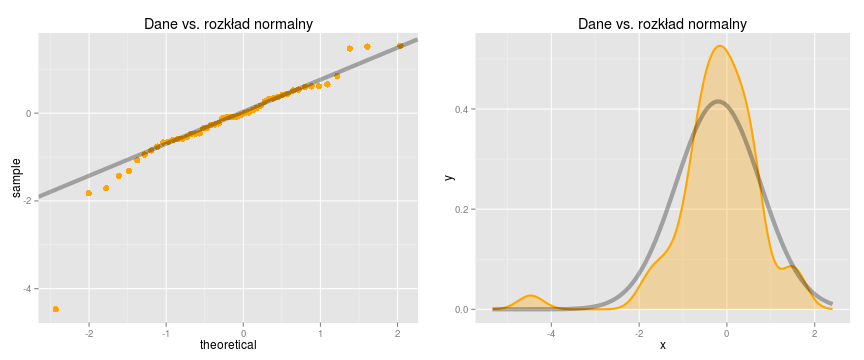 Dane vs. rozkład normalny
sample
0
-2
-4
-2
-1
0
1
2
theoretical
Dane vs. rozkład normalny
y
0.4
0.2
0.0
-4
-2
0
2
x